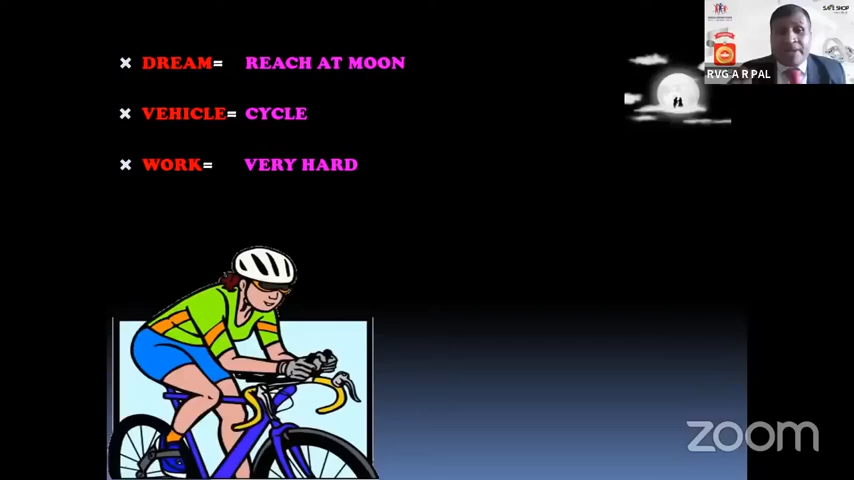 DREAM= REACH AT MOON
VEHICLE= CYCLE
WORK= VERY HARD
SAFE SHOP
RVG A R PAL
zoom